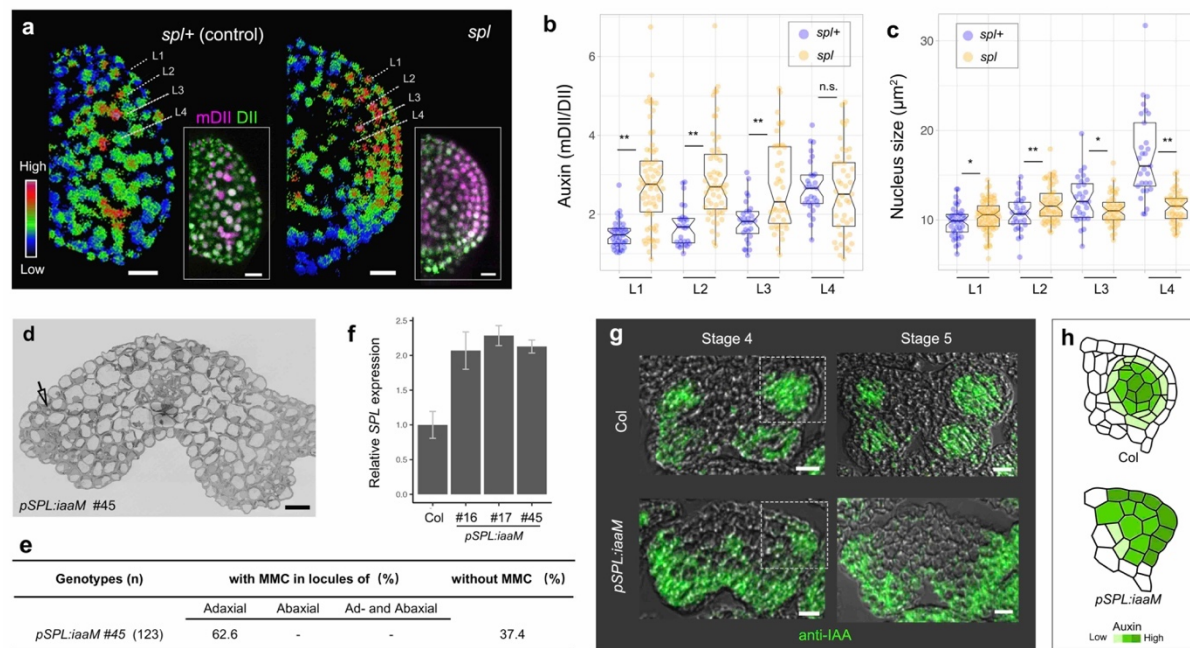 a
spl+ (control)
spl
L1
L2
L3
L4
L1
L2
L3
L4
mDII DII
High
Low
b
Auxin (mDII/DII)
6
4
2
spl+
spl
**
**
**
n.s.
L1
L2
L3
L4
c
Nucleus size (µm²)
30
20
10
spl+
spl
*
**
*
**
L1
L2
L3
L4
d
pSPL:iaaM #45
e
Genotypes (n)
with MMC in locules of (%)
without MMC (%)
Adaxial
Abaxial
Ad- and Abaxial
pSPL:iaaM #45 (123)
62.6
-
-
37.4
f
Relative SPL expression
2.5
2.0
1.5
1.0
0.5
0.0
Col
#16
#17
#45
pSPL:iaaM
g
Stage 4
Stage 5
Col
pSPL:iaaM
anti-IAA
h
Col
pSPL:iaaM
Auxin
Low
High